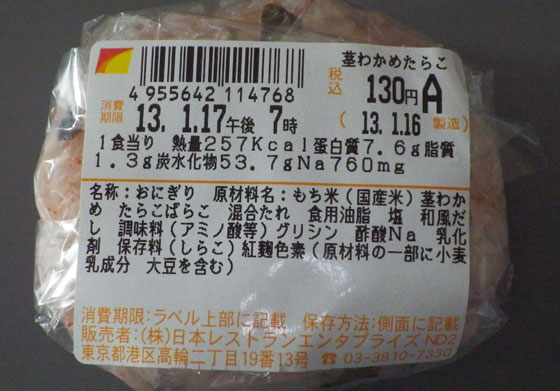 茎わかめたらこ
4955642 114768
税込 130円 A
消費期限 13. 1.17午後 7時
( 13. 1.16 製造)
1食当り 熱量257Kcal蛋白質7.6g脂質
1.3g炭水化物53.7gNa760mg
名称:おにぎり 原材料名:もち米(国産米)茎わか
め たらこばらこ 混合たれ 食用油脂 塩 和風だ
し 調味料(アミノ酸等)グリシン 酢酸Na 乳化
剤 保存料(しらこ)紅麹色素(原材料の一部に小麦
乳成分 大豆を含む)
消費期限:ラベル上部に記載 保存方法:側面に記載
販売者:(株)日本レストランエンタプライズ ND2
東京都港区高輪二丁目19番13号 ☎ 03-3810-7330